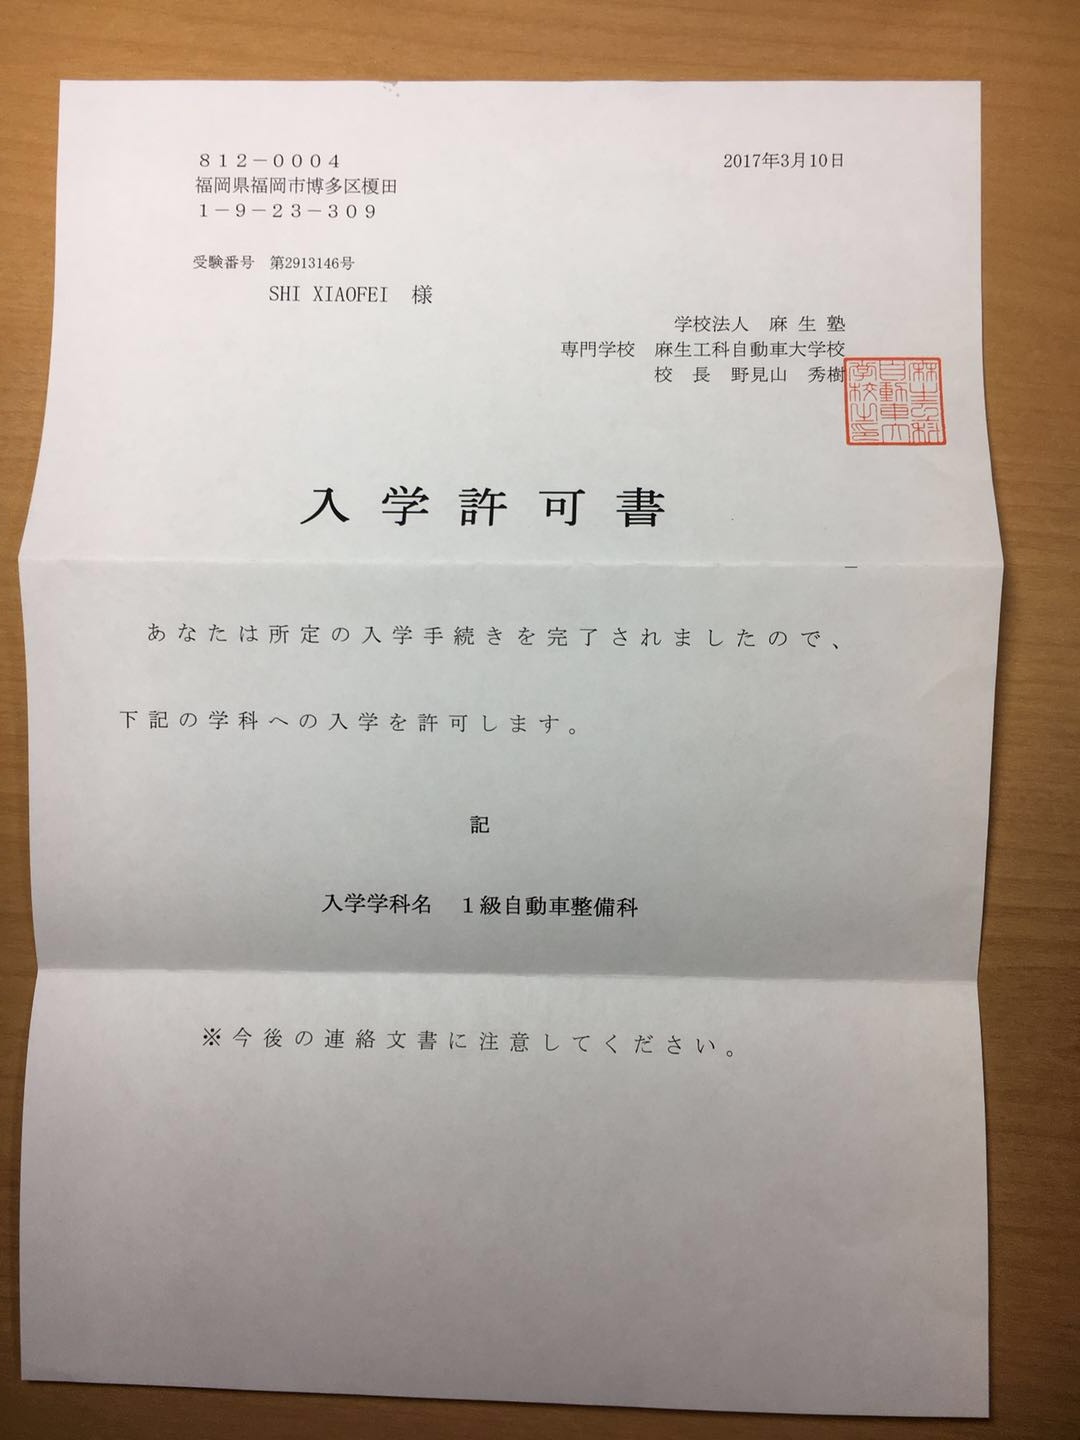 ８１２－０００４
2017年3月10日
福岡県福岡市博多区榎田
１－９－２３－３０９
受験番号　第2913146号
SHI XIAOFEI　様
学校法人　麻 生 塾
専門学校　麻生工科自動車大学校
校　長　野見山　秀樹
入学許可書
あなたは所定の入学手続きを完了されましたので、
下記の学科への入学を許可します。
記
入学学科名　１級自動車整備科
※今後の連絡文書に注意してください。